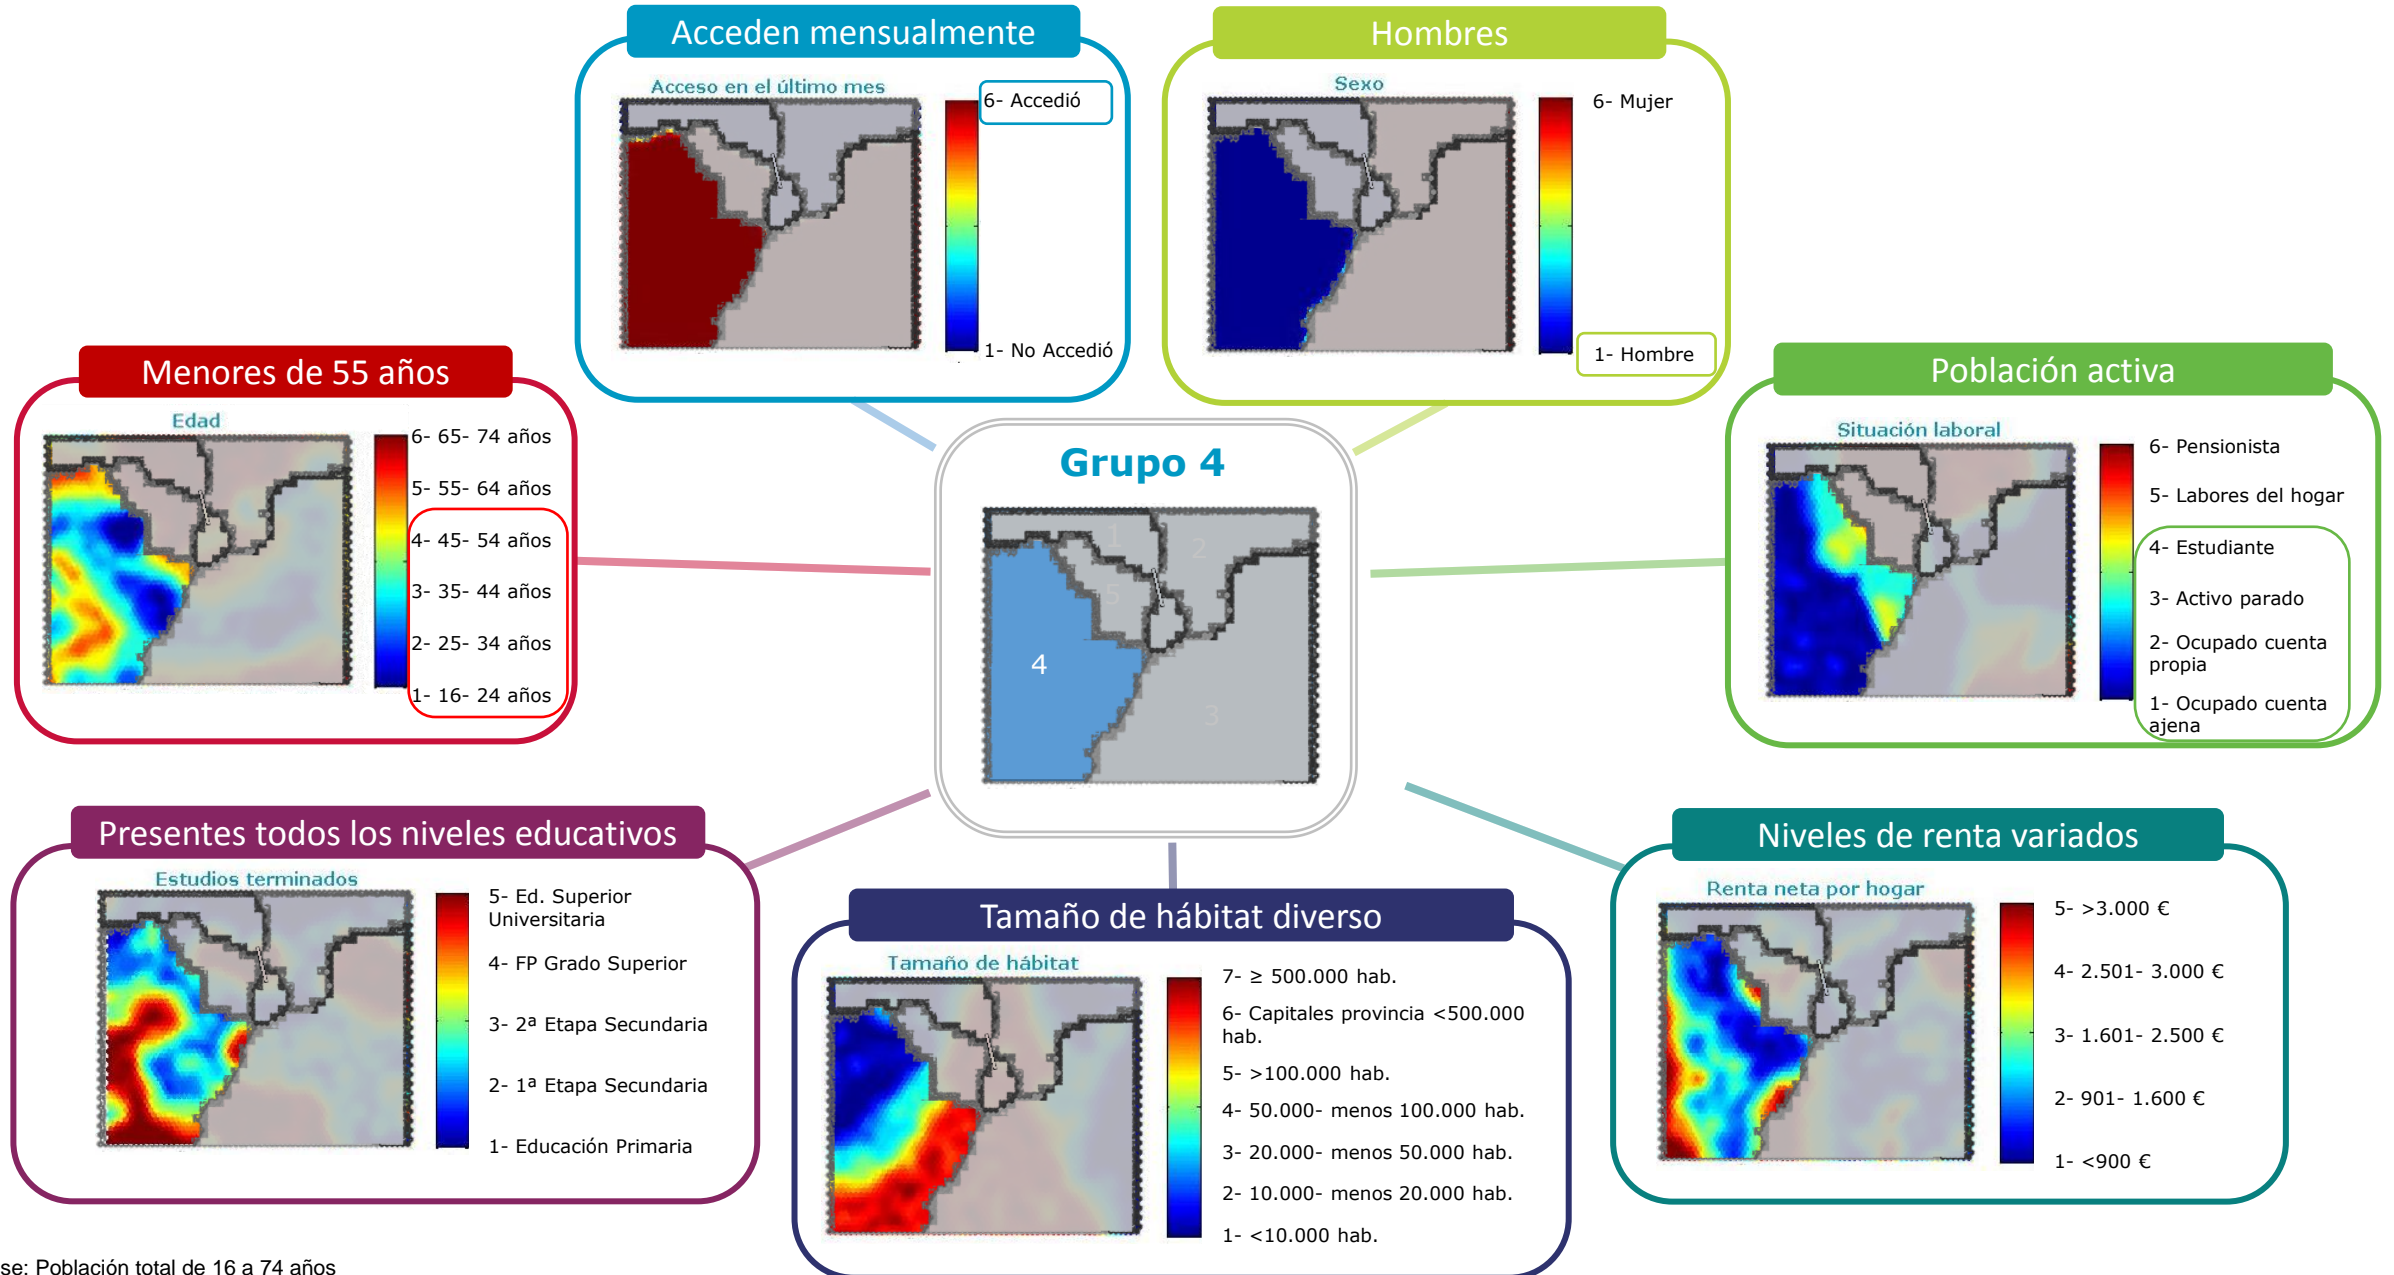 Acceden mensualmente
Acceso en el último mes
6- Accedió
1- No Accedió
Hombres
Sexo
6- Mujer
1- Hombre
Menores de 55 años
Edad
6- 65- 74 años
5- 55- 64 años
4- 45- 54 años
3- 35- 44 años
2- 25- 34 años
1- 16- 24 años
Grupo 4
1
2
5
4
3
Población activa
Situación laboral
6- Pensionista
5- Labores del hogar
4- Estudiante
3- Activo parado
2- Ocupado cuenta
propia
1- Ocupado cuenta
ajena
Presentes todos los niveles educativos
Estudios terminados
5- Ed. Superior
Universitaria
4- FP Grado Superior
3- 2ª Etapa Secundaria
2- 1ª Etapa Secundaria
1- Educación Primaria
Tamaño de hábitat diverso
Tamaño de hábitat
7- ≥ 500.000 hab.
6- Capitales provincia <500.000
hab.
5- >100.000 hab.
4- 50.000- menos 100.000 hab.
3- 20.000- menos 50.000 hab.
2- 10.000- menos 20.000 hab.
1- <10.000 hab.
Niveles de renta variados
Renta neta por hogar
5- >3.000 €
4- 2.501- 3.000 €
3- 1.601- 2.500 €
2- 901- 1.600 €
1- <900 €
se: Población total de 16 a 74 años